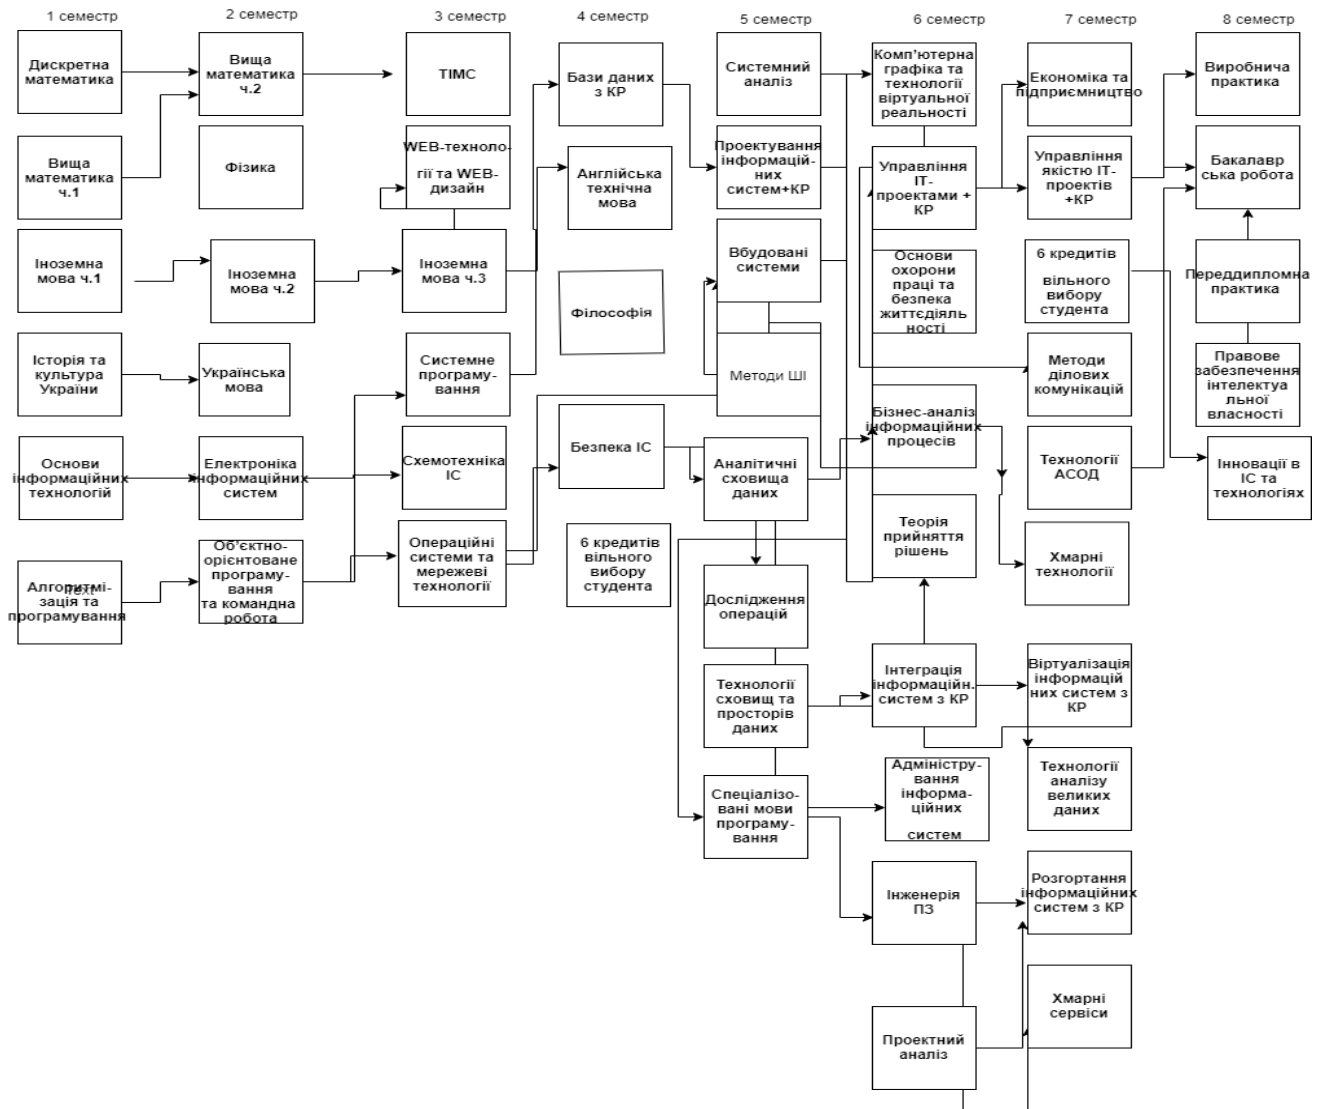 1 семестр
2 семестр
3 семестр
4 семестр
5 семестр
6 семестр
7 семестр
8 семестр
Дискретна
математика
Вища
математика
ч.1
Іноземна
мова ч.1
Історія та
культура
України
Основи
інформаційних
технологій
Алгоритмі-
Text
зація та
програмування
Вища
математика
ч.2
Фізика
Іноземна
мова ч.2
Українська
мова
Електроніка
інформаційних
систем
Об'єктно-
орієнтоване
програму-
вання
та командна
робота
ТІМС
WEB-техноло-
гії та WEB-
дизайн
Іноземна
мова ч.3
Системне
програму-
вання
Схемотехніка
ІС
Операційні
системи та
мережеві
технології
Бази даних
з КР
Англійська
технічна
мова
Філософія
Безпека ІС
6 кредитів
вільного
вибору
студента
Системний
аналіз
Проектування
інформацій-
них
систем+КР
Вбудовані
системи
Методи ШІ
Аналітичні
сховища
даних
Дослідження
операцій
Технології
сховищ та
просторів
даних
Спеціалізо-
вані мови
програму-
вання
Комп'ютерна
графіка та
технології
віртуальної
реальності
Управління
ІТ-
проектами +
КР
Основи
охорони
праці та
безпека
життєдіяль
ності
Бізнес-аналіз
інформаційних
процесів
Теорія
прийняття
рішень
Інтеграція
інформаційн.
систем з КР
Адміністру-
вання
інформа-
ційних
систем
Інженерія
ПЗ
Проектний
аналіз
Економіка та
підприємництво
Управління
якістю ІТ-
проектів
+КР
6 кредитів
вільного
вибору
студента
Методи
ділових
комунікацій
Технології
АСОД
Хмарні
технології
Віртуалізація
інформацій
них систем з
КР
Технології
аналізу
великих
даних
Розгортання
інформаційних
систем з КР
Хмарні
сервіси
Виробнича
практика
Бакалавр
ська робота
Переддипломна
практика
Правове
забезпечення
інтелектуа
льної
власності
Інновації в
ІС та
технологіях